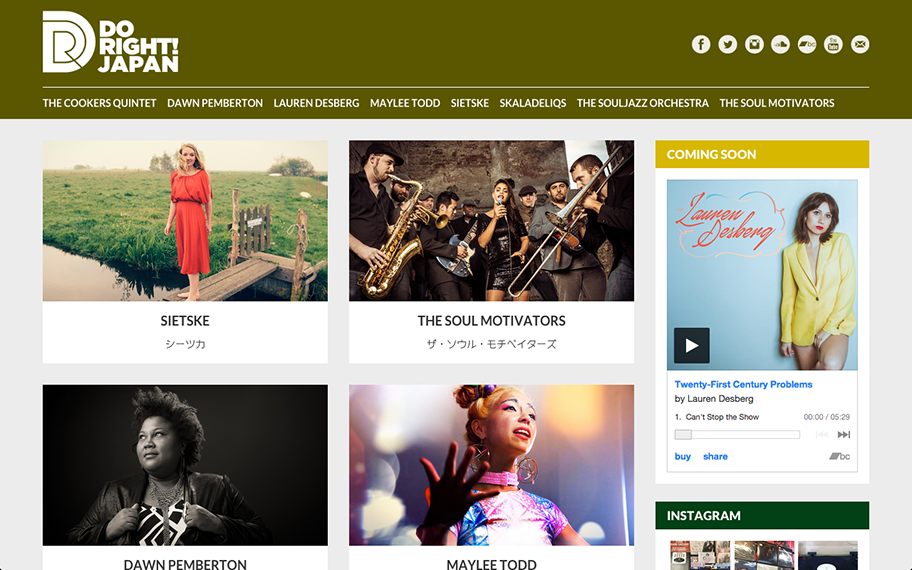 DO
RIGHT!
JAPAN
THE COOKERS QUINTET DAWN PEMBERTON LAUREN DESBERG MAYLEE TODD SIETSKE SKALADELIQS THE SOULJAZZ ORCHESTRA THE SOUL MOTIVATORS
SIETSKE
シーツカ
THE SOUL MOTIVATORS
ザ・ソウル・モチベイターズ
DAWN PEMBERTON
MAYLEE TODD
COMING SOON
Lauren
Desberg
Twenty-First Century Problems
by Lauren Desberg
1. Can't Stop the Show 00:00 / 05:29
buy share bc
INSTAGRAM